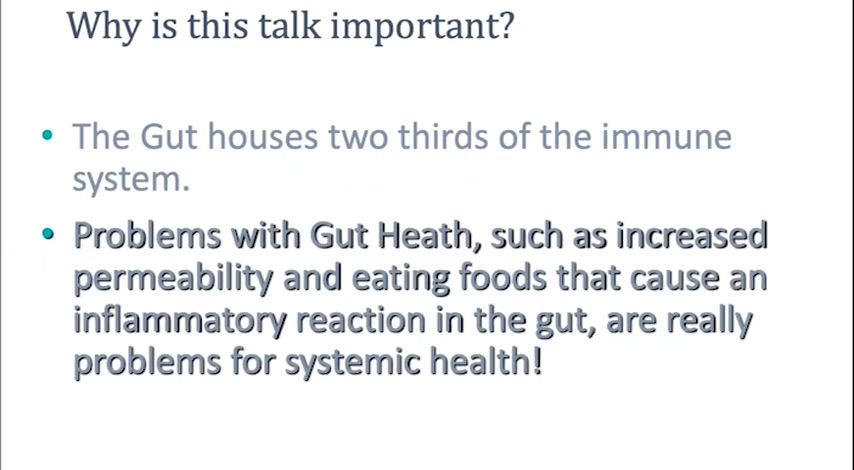 Why is this talk important?
• The Gut houses two thirds of the immune
system.
• Problems with Gut Heath, such as increased
permeability and eating foods that cause an
inflammatory reaction in the gut, are really
problems for systemic health!